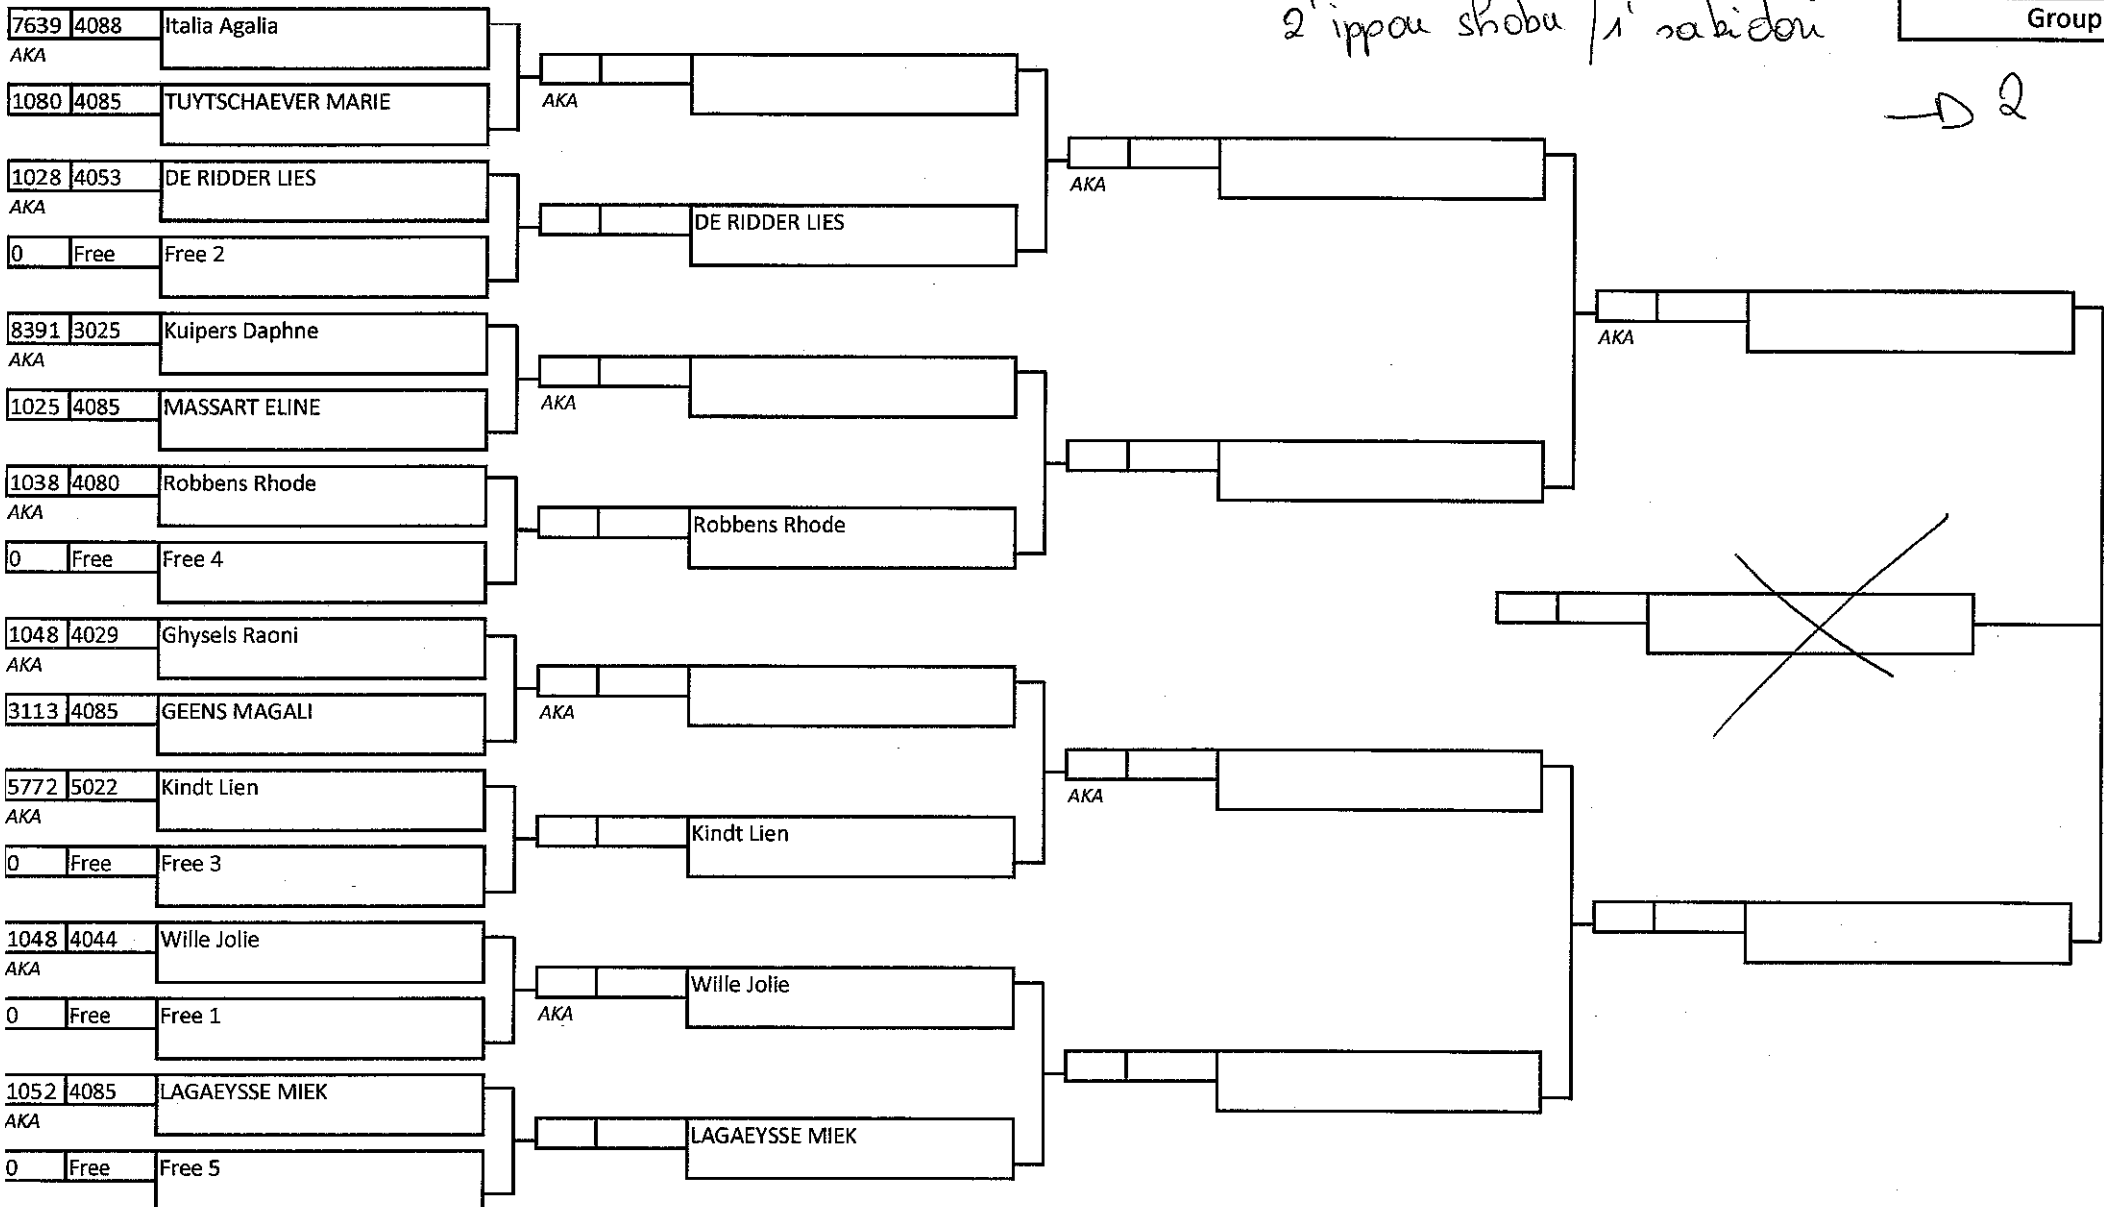 2' ippon shobu / 1' sakidori
Group
→ 2
7639 4088 Italia Agalia
AKA
1080 4085 TUYTSCHAEVER MARIE
1028 4053 DE RIDDER LIES
AKA
0 Free Free 2
8391 3025 Kuipers Daphne
AKA
1025 4085 MASSART ELINE
1038 4080 Robbens Rhode
AKA
0 Free Free 4
1048 4029 Ghysels Raoni
AKA
3113 4085 GEENS MAGALI
5772 5022 Kindt Lien
AKA
0 Free Free 3
1048 4044 Wille Jolie
AKA
0 Free Free 1
1052 4085 LAGAEYSSE MIEK
AKA
0 Free Free 5
AKA
DE RIDDER LIES
AKA
Robbens Rhode
AKA
Kindt Lien
Wille Jolie
AKA
LAGAEYSSE MIEK
AKA
AKA
AKA